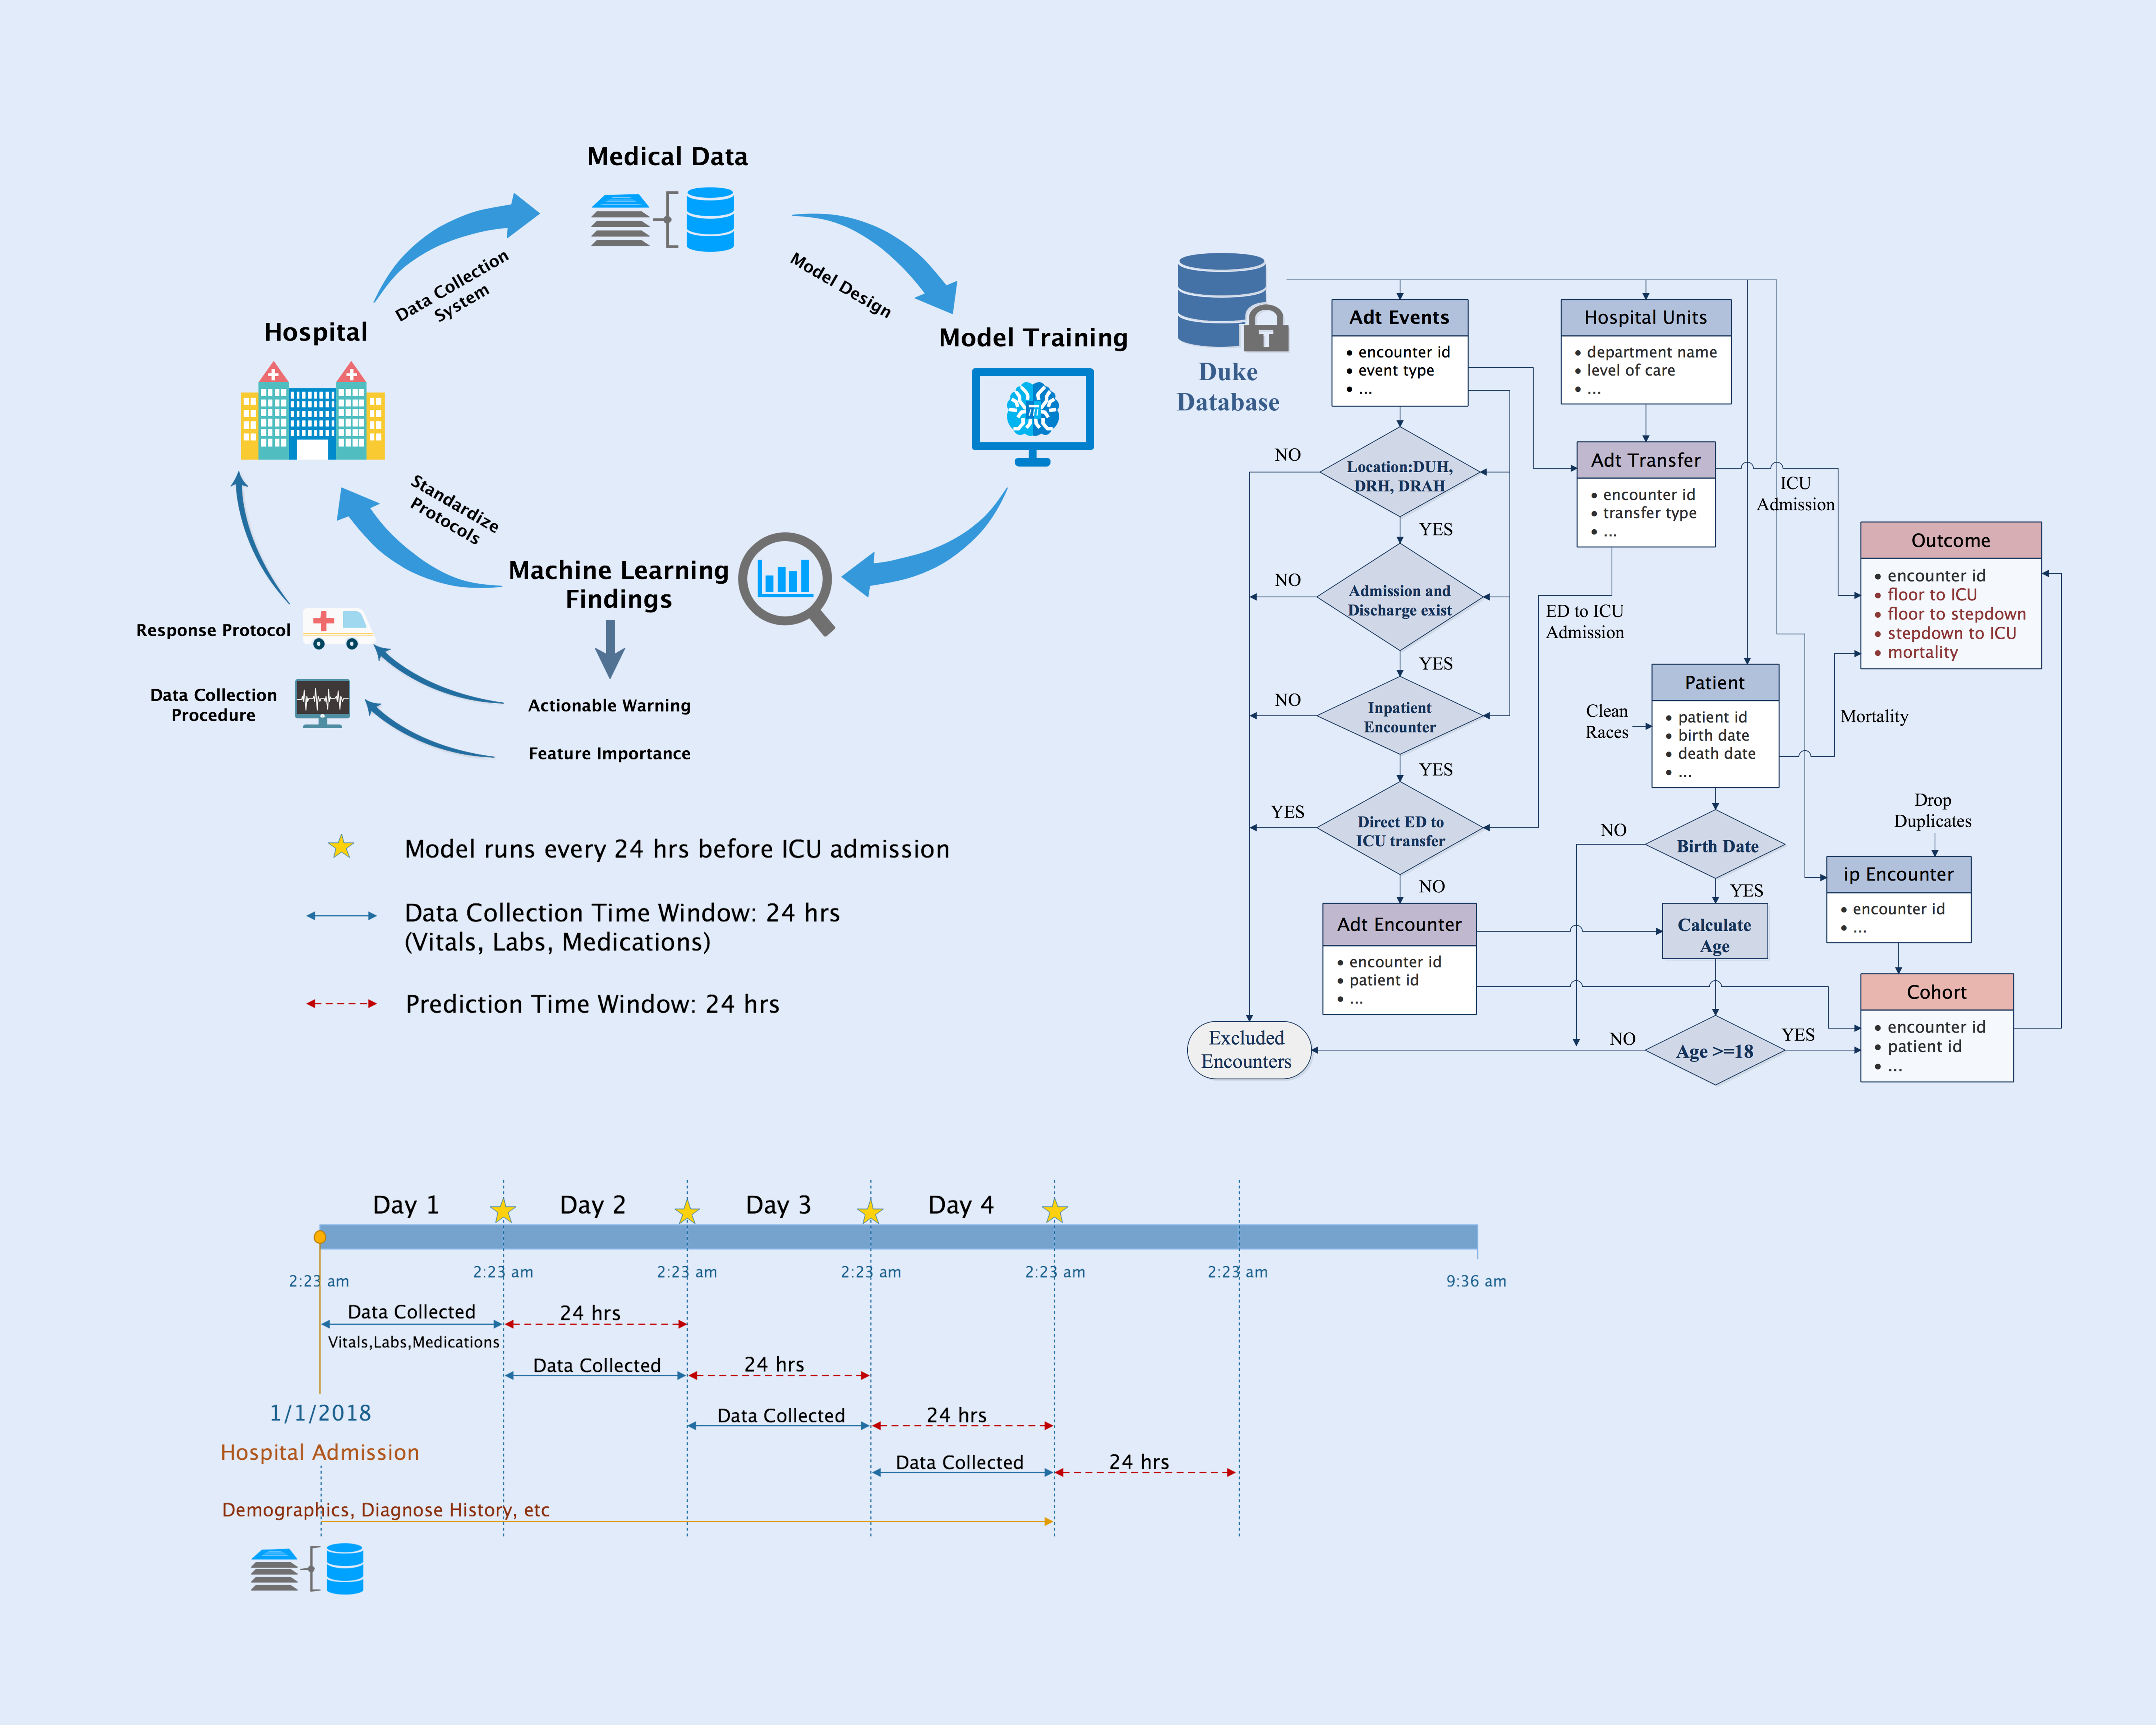 Medical Data
Data Collection
System
Model Design
Hospital
Model Training
Standardize
Protocols
Machine Learning
Findings
Response Protocol
Data Collection
Procedure
Actionable Warning
Feature Importance
Model runs every 24 hrs before ICU admission
Data Collection Time Window: 24 hrs
(Vitals, Labs, Medications)
Prediction Time Window: 24 hrs
T
Duke
Database
Adt Events
• encounter id
• event type
• ...
Hospital Units
• department name
• level of care
• ...
NO
Location:DUH,
DRH, DRAH
YES
Adt Transfer
• encounter id
• transfer type
• ...
ICU
Admission
Outcome
• encounter id
• floor to ICU
• floor to stepdown
• stepdown to ICU
• mortality
NO
Admission and
Discharge exist
YES
ED to ICU
Admission
NO
Inpatient
Encounter
YES
Clean
Races
Patient
• patient id
• birth date
• death date
• ...
Mortality
YES
Direct ED to
ICU transfer
NO
NO
Birth Date
YES
Drop
Duplicates
ip Encounter
• encounter id
• ...
Adt Encounter
• encounter id
• patient id
• ...
Calculate
Age
Cohort
• encounter id
• patient id
• ...
Excluded
Encounters
NO
Age >=18
YES
Day 1
Day 2
Day 3
Day 4
2:23 am
2:23 am
2:23 am
2:23 am
2:23 am
2:23 am
9:36 am
Data Collected
24 hrs
Vitals,Labs,Medications
Data Collected
24 hrs
1/1/2018
Data Collected
24 hrs
Hospital Admission
Data Collected
24 hrs
Demographics, Diagnose History, etc